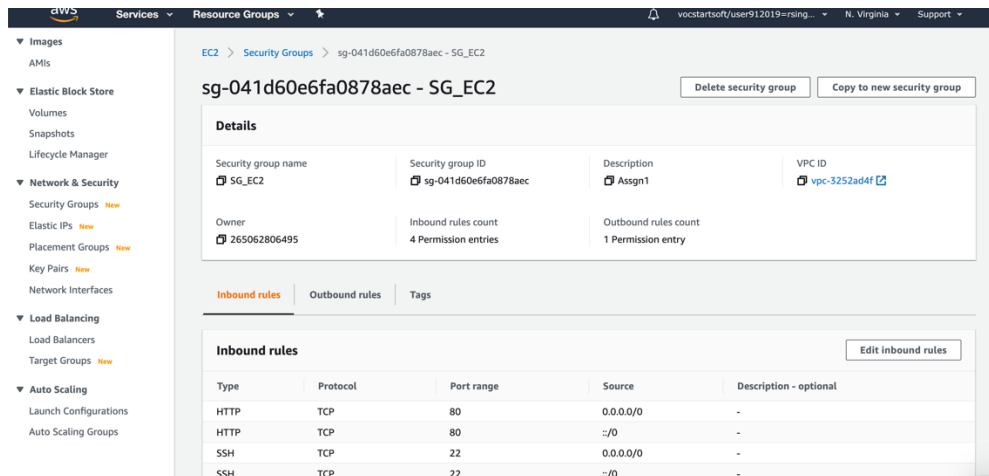 aws Services Resource Groups vocstartsoft/user912019=rsing... N. Virginia Support
Images
AMIs
Elastic Block Store
Volumes
Snapshots
Lifecycle Manager
Network & Security
Security Groups New
Elastic IPs New
Placement Groups New
Key Pairs New
Network Interfaces
Load Balancing
Load Balancers
Target Groups New
Auto Scaling
Launch Configurations
Auto Scaling Groups
EC2 > Security Groups > sg-041d60e6fa0878aec - SG_EC2
sg-041d60e6fa0878aec - SG_EC2 Delete security group Copy to new security group
Details
Security group name Security group ID Description VPC ID
SG_EC2 sg-041d60e6fa0878aec Assgn1 vpc-3252ad4f
Owner Inbound rules count Outbound rules count
265062806495 4 Permission entries 1 Permission entry
Inbound rules Outbound rules Tags
Inbound rules Edit inbound rules
Type Protocol Port range Source Description - optional
HTTP TCP 80 0.0.0.0/0 -
HTTP TCP 80 ::/0 -
SSH TCP 22 0.0.0.0/0 -
SSH TCP 22 ::/0 -